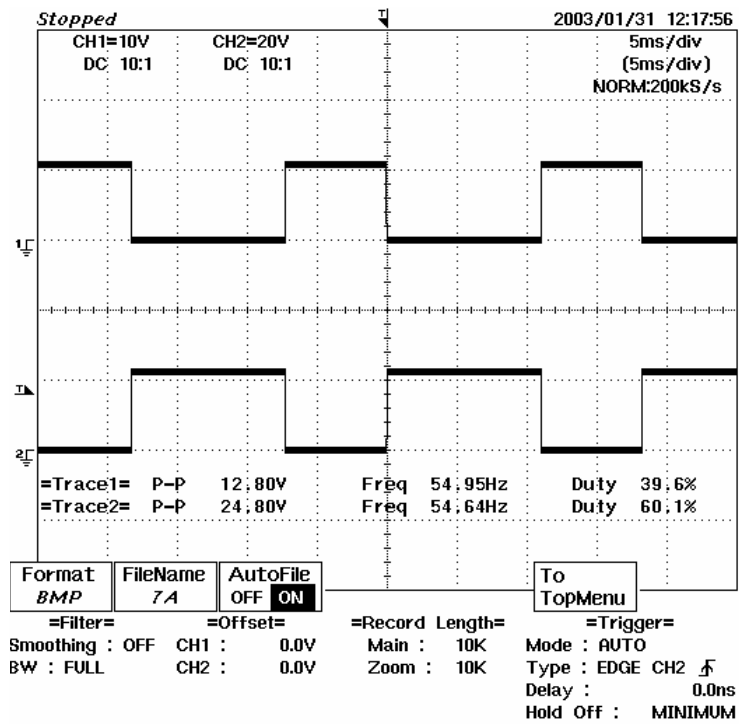 Stopped 2003/01/31 12:17:56
CH1=10V CH2=20V 5ms/div
DC 10:1 DC 10:1 (5ms/div)
NORM:200kS/s
T
1
T
2
=Trace1= P-P 12.80V Freq 54.95Hz Duty 39.6%
=Trace2= P-P 24.80V Freq 54.64Hz Duty 60.1%
Format FileName AutoFile To
BMP 7A OFF ON TopMenu
=Filter= =Offset= =Record Length= =Trigger=
Smoothing : OFF CH1 : 0.0V Main : 10K Mode : AUTO
BW : FULL CH2 : 0.0V Zoom : 10K Type : EDGE CH2
Delay : 0.0ns
Hold Off : MINIMUM